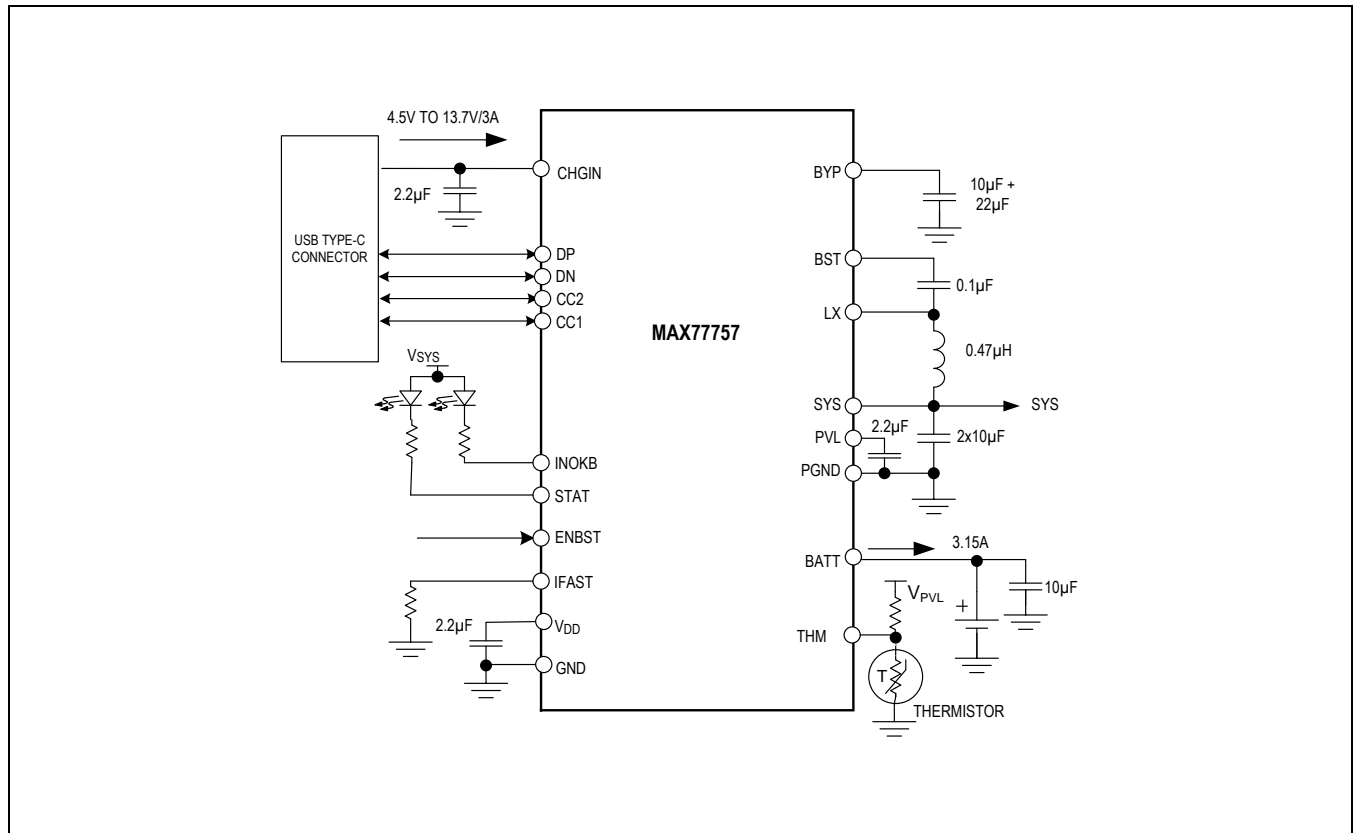 4.5V TO 13.7V/3A
CHGIN
2.2µF
USB TYPE-C
CONNECTOR
DP
DN
CC2
CC1
VSYS
INOKB
STAT
ENBST
IFAST
2.2µF
VDD
GND
MAX77757
BYP
10µF +
22µF
BST
0.1µF
LX
0.47µH
SYS
SYS
2.2µF
PVL
2x10µF
PGND
3.15A
BATT
10µF
VPVL
+
THM
T
THERMISTOR